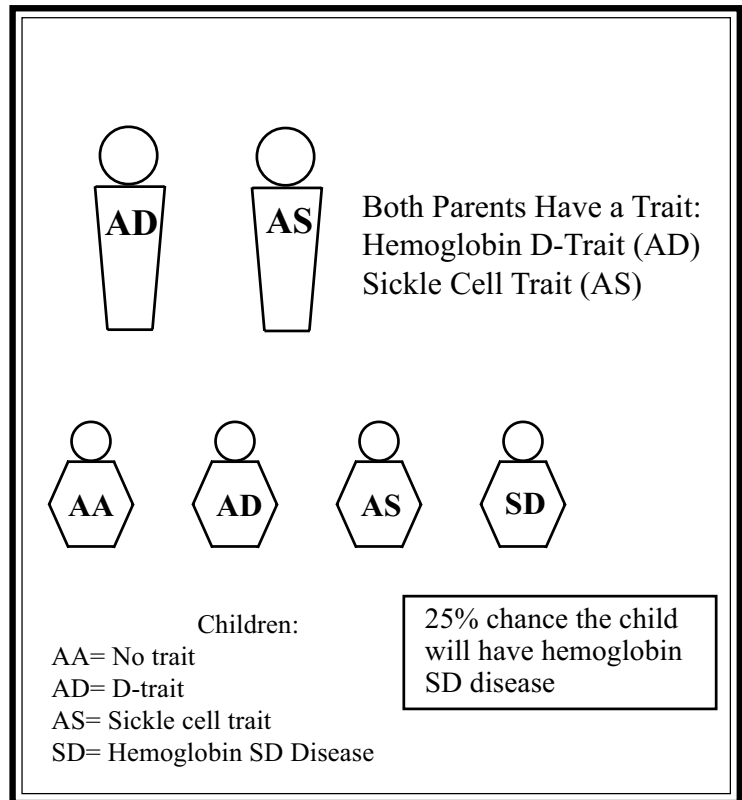 AD
AS
Both Parents Have a Trait:
Hemoglobin D-Trait (AD)
Sickle Cell Trait (AS)
AA
AD
AS
SD
Children:
AA= No trait
AD= D-trait
AS= Sickle cell trait
SD= Hemoglobin SD Disease
25% chance the child
will have hemoglobin
SD disease